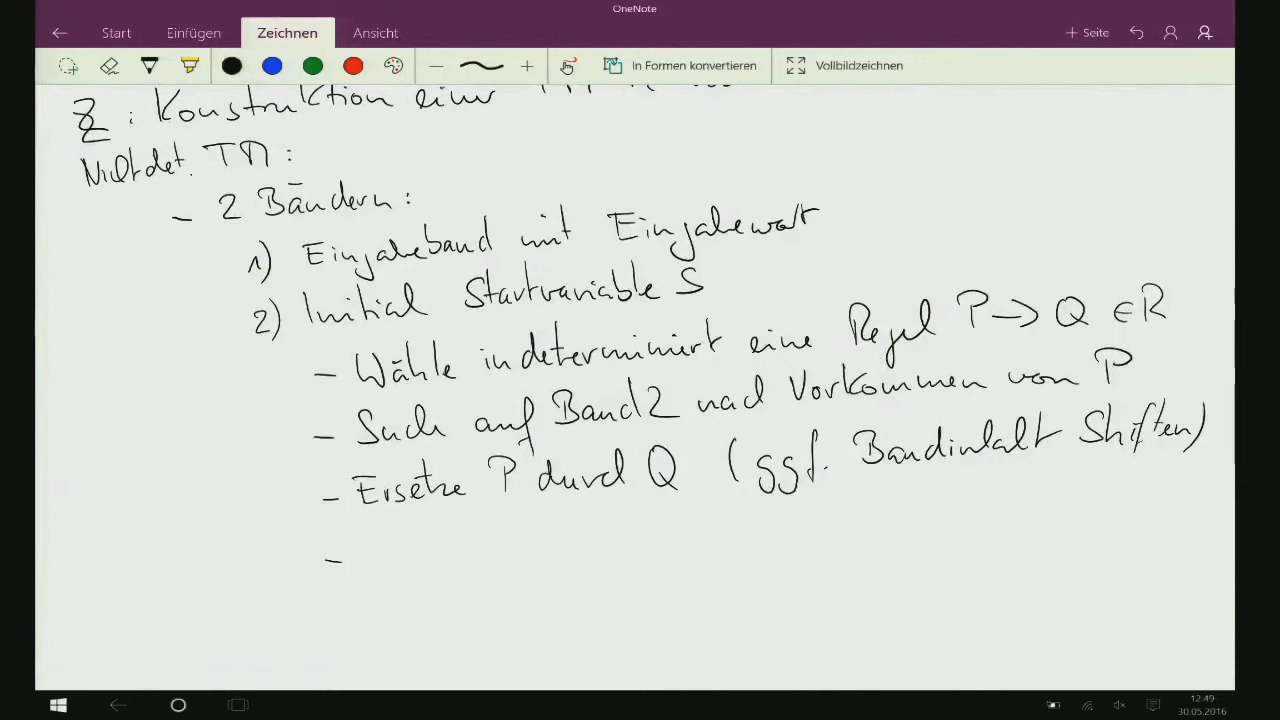 OneNote
Start Einfügen Zeichnen Ansicht + Seite
In Formen konvertieren Vollbildzeichnen
Z : Konstruktion einer
Nichtdet. TM :
- 2 Bändern :
1) Eingabeband mit Eingabewort
2) Initial Startvariable S
- Wähle indeterminiert eine Regel P → Q ∈ R
- Suche auf Band 2 nach Vorkommen von P
- Ersetze P durch Q (ggf. Bandinhalt Shiften)
-
12:49
30.05.2016